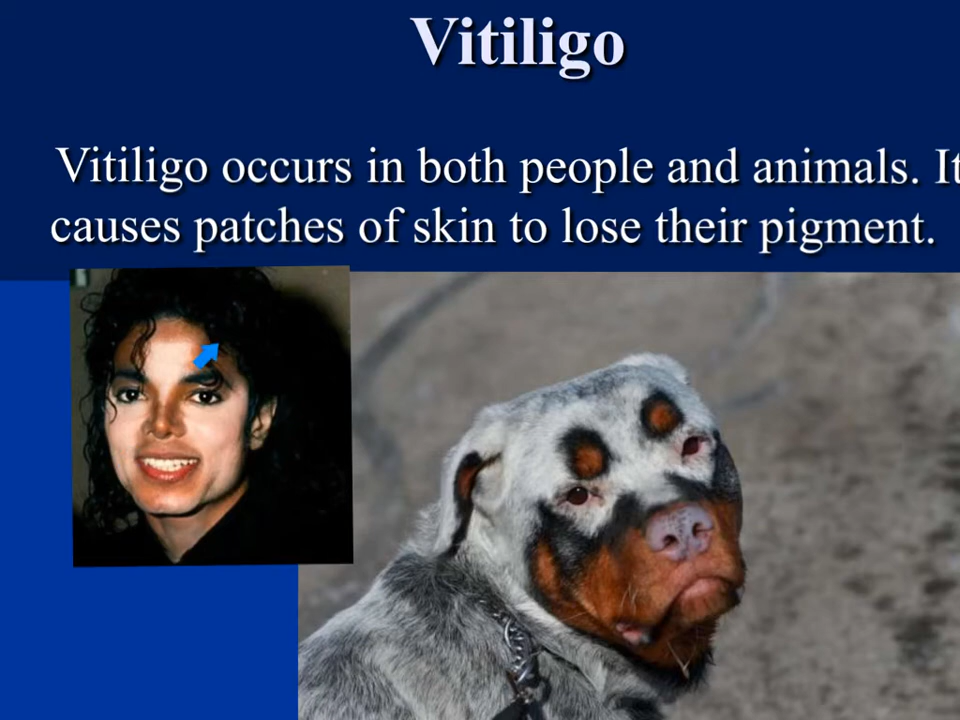 Vitiligo
Vitiligo occurs in both people and animals. It
causes patches of skin to lose their pigment.